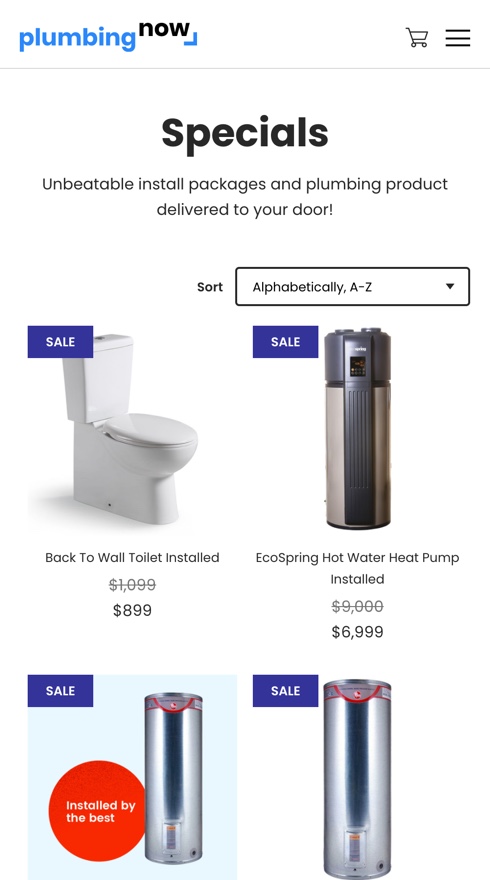 plumbing now
Specials
Unbeatable install packages and plumbing product
delivered to your door!
Sort
Alphabetically, A-Z
SALE
SALE
Back To Wall Toilet Installed
$1,099
$899
EcoSpring Hot Water Heat Pump
Installed
$9,000
$6,999
SALE
Installed by
the best
SALE